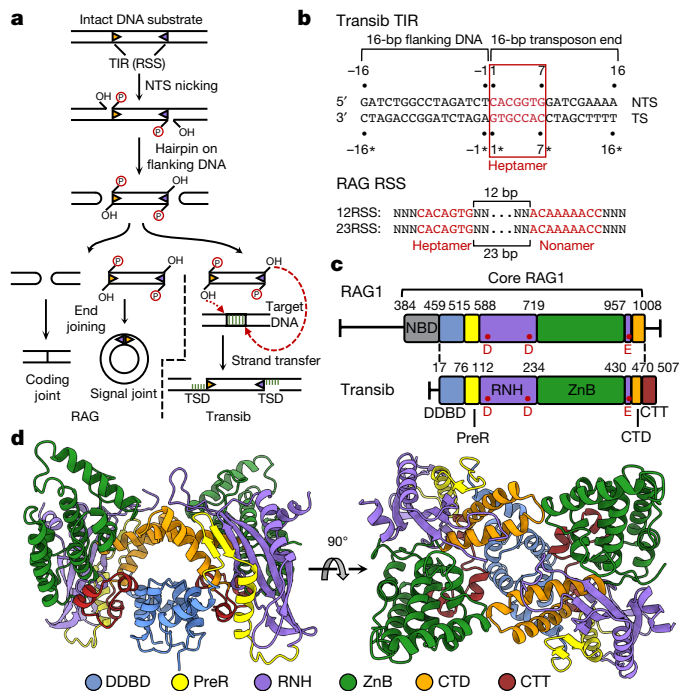 a
Intact DNA substrate
TIR (RSS)
NTS nicking
OH
P
P
OH
Hairpin on
flanking DNA
P
OH
OH
P
P
OH
OH
P
P
OH
OH
P
Target
DNA
End
joining
Strand transfer
Coding
joint
Signal joint
TSD
TSD
RAG
Transib
b
Transib TIR
16-bp flanking DNA
16-bp transposon end
−16
−1
1
7
16
5′ GATCTGGCCTAGATCTCACGGTGGATCGAAAA NTS
3′ CTAGACCGGATCTAGAGTGCCACCTAGCTTTT TS
−16*
−1*
1*
7*
16*
Heptamer
RAG RSS
12 bp
12RSS: NNNCACAGTGNN...NNACAAAAACCNNN
23RSS: NNNCACAGTGNN...NNACAAAAACCNNN
Heptamer
23 bp
Nonamer
c
Core RAG1
RAG1
384 459 515 588 719 957 1008
NBD
D
D
E
17 76 112 234 430 470 507
Transib
RNH
ZnB
DDBD
D
D
E
CTT
PreR
CTD
d
90°
DDBD
PreR
RNH
ZnB
CTD
CTT